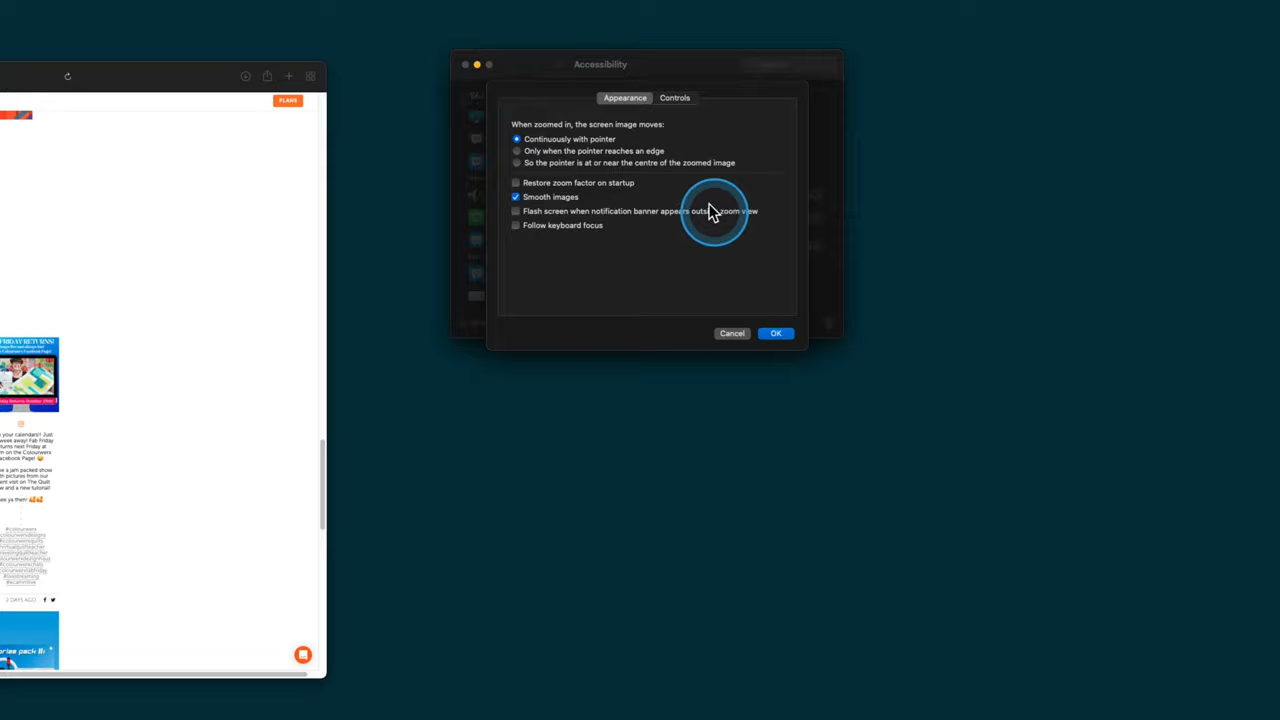 PLANS
FRIDAY RETURNS!
your calendars!! Just
week away! Fab Friday
turns next Friday at
m on the Colourwerx
acebook Page!
e a jam packed show
th pictures from our
ent visit on The Quilt
w and a new tutorial!
see ya then!
#colourwerx
2 DAYS AGO
prize pack
Accessibility
Appearance
Controls
When zoomed in, the screen image moves:
Continuously with pointer
Only when the pointer reaches an edge
So the pointer is at or near the centre of the zoomed image
Restore zoom factor on startup
Smooth images
Flash screen when notification banner appears outs zoom view
Follow keyboard focus
Cancel
OK